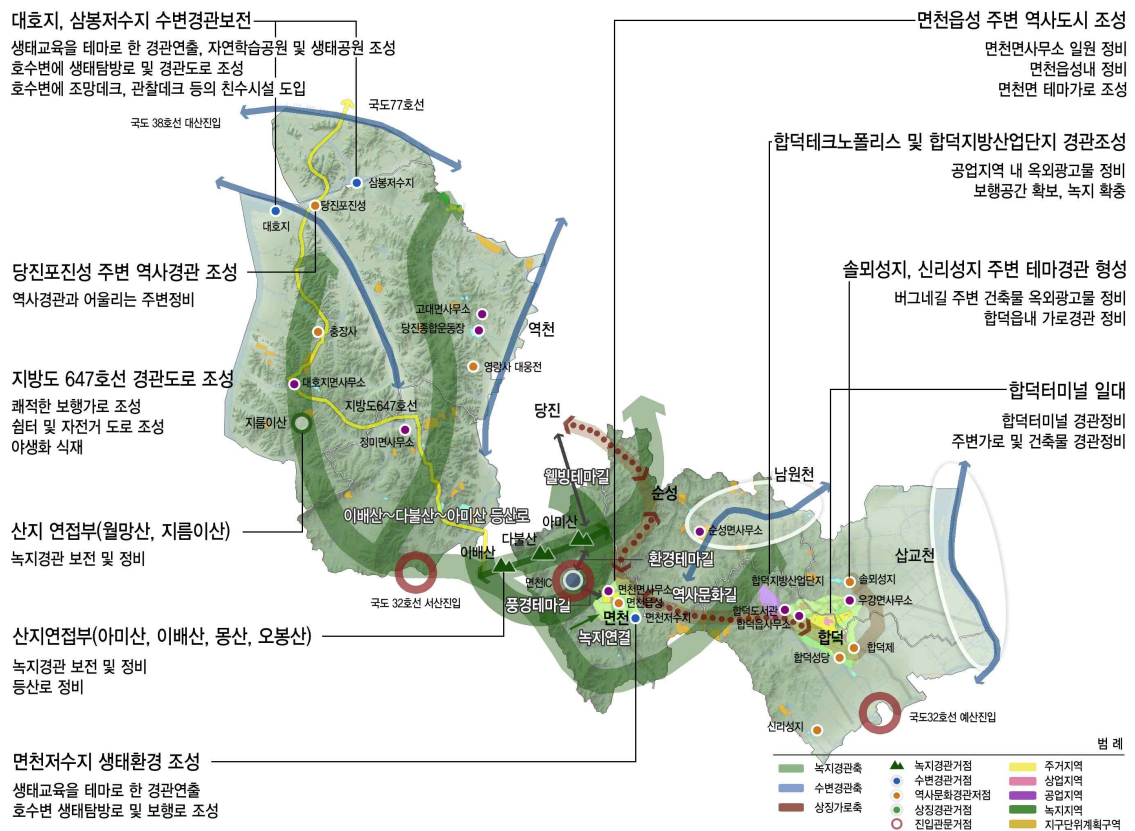 대호지, 삼봉저수지 수변경관보전
생태교육을 테마로 한 경관연출, 자연학습공원 및 생태공원 조성
호수변에 생태탐방로 및 경관도로 조성
호수변에 조망데크, 관찰데크 등의 친수시설 도입
당진포진성 주변 역사경관 조성
역사경관과 어울리는 주변정비
지방도 647호선 경관도로 조성
쾌적한 보행가로 조성
쉼터 및 자전거 도로 조성
야생화 식재
산지 연접부(월망산, 지름이산)
녹지경관 보전 및 정비
산지연접부(아미산, 이배산, 몽산, 오봉산)
녹지경관 보전 및 정비
등산로 정비
면천저수지 생태환경 조성
생태교육을 테마로 한 경관연출
호수변 생태탐방로 및 보행로 조성
면천읍성 주변 역사도시 조성
면천면사무소 일원 정비
면천읍성내 정비
면천면 테마가로 조성
합덕테크노폴리스 및 합덕지방산업단지 경관조성
공업지역 내 옥외광고물 정비
보행공간 확보, 녹지 확충
솔뫼성지, 신리성지 주변 테마경관 형성
버그네길 주변 건축물 옥외광고물 정비
합덕읍내 가로경관 정비
합덕터미널 일대
합덕터미널 경관정비
주변가로 및 건축물 경관정비
국도77호선
국도 38호선 대산진입
삼봉저수지
당진포진성
대호지
고대면사무소
당진종합운동장
역천
충장사
영랑사 대웅전
대호지면사무소
지방도647호선
지름이산
정미면사무소
당진
웰빙테마길
순성
남원천
이배산~다불산~아미산 등산로
아미산
다불산
이배산
순성면사무소
환경테마길
삽교천
면천IC
국도 32호선 서산진입
풍경테마길
면천면사무소
면천읍성
면천
면천저수지
녹지연결
역사문화길
합덕지방산업단지
솔뫼성지
합덕도서관
우강면사무소
합덕읍사무소
합덕
합덕제
합덕성당
신리성지
국도32호선 예산진입
범 례
녹지경관축
수변경관축
상징가로축
녹지경관거점
수변경관거점
역사문화경관저점
상징경관거점
진입관문거점
주거지역
상업지역
공업지역
녹지지역
지구단위계획구역